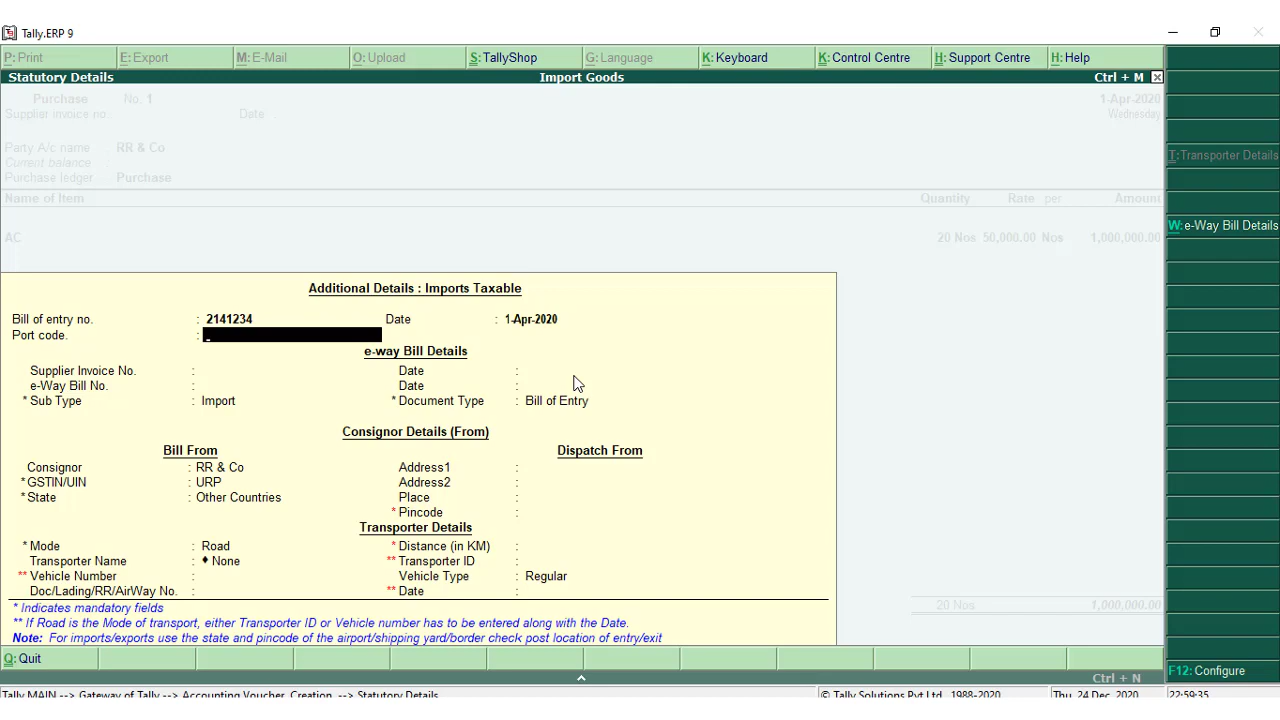 Tally.ERP 9
P: Print E: Export M: E-Mail O: Upload S: TallyShop G: Language K: Keyboard K: Control Centre H: Support Centre H: Help
Statutory Details Import Goods Ctrl + M
Purchase No. 1 1-Apr-2020
Supplier invoice no. Date : Wednesday
Party A/c name : RR & Co
Current balance :
Purchase ledger : Purchase
Name of Item Quantity Rate per Amount
AC 20 Nos 50,000.00 Nos 1,000,000.00
T: Transporter Details
W: e-Way Bill Details
Additional Details : Imports Taxable
Bill of entry no. : 2141234 Date : 1-Apr-2020
Port code. :
e-way Bill Details
Supplier Invoice No. : Date :
e-Way Bill No. : Date :
* Sub Type : Import * Document Type : Bill of Entry
Consignor Details (From)
Bill From Dispatch From
Consignor : RR & Co Address1 :
* GSTIN/UIN : URP Address2 :
* State : Other Countries Place :
* Pincode :
Transporter Details
* Mode : Road * Distance (in KM) :
Transporter Name : ♦ None ** Transporter ID :
** Vehicle Number : Vehicle Type : Regular
Doc/Lading/RR/AirWay No. : ** Date :
20 Nos 1,000,000.00
* Indicates mandatory fields
** If Road is the Mode of transport, either Transporter ID or Vehicle number has to be entered along with the Date.
Note: For imports/exports use the state and pincode of the airport/shipping yard/border check post location of entry/exit
Q: Quit F12: Configure
Ctrl + N
Tally MAIN --> Gateway of Tally --> Accounting Voucher Creation --> Statutory Details © Tally Solutions Pvt Ltd., 1988-2020 Thu, 24 Dec, 2020 22:59:35